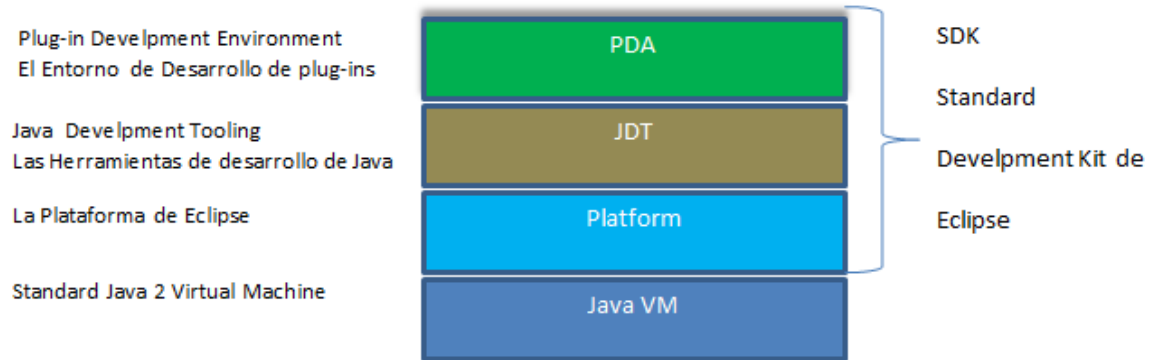 Plug-in Develpment Environment
El Entorno de Desarrollo de plug-ins
PDA
Java Develpment Tooling
Las Herramientas de desarrollo de Java
JDT
La Plataforma de Eclipse
Platform
Standard Java 2 Virtual Machine
Java VM
SDK
Standard
Develpment Kit de
Eclipse